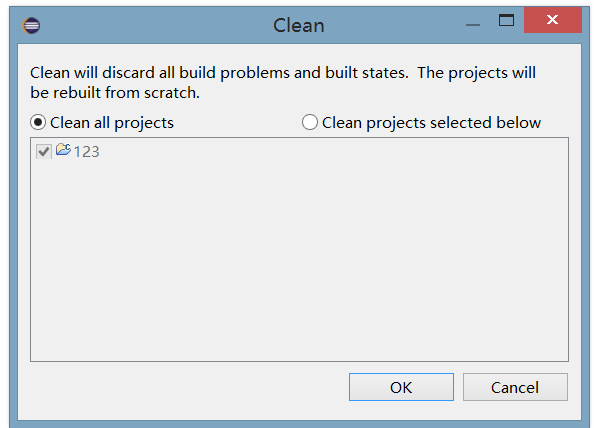 Clean
Clean will discard all build problems and built states.  The projects will
be rebuilt from scratch.
Clean all projects
Clean projects selected below
123
OK
Cancel